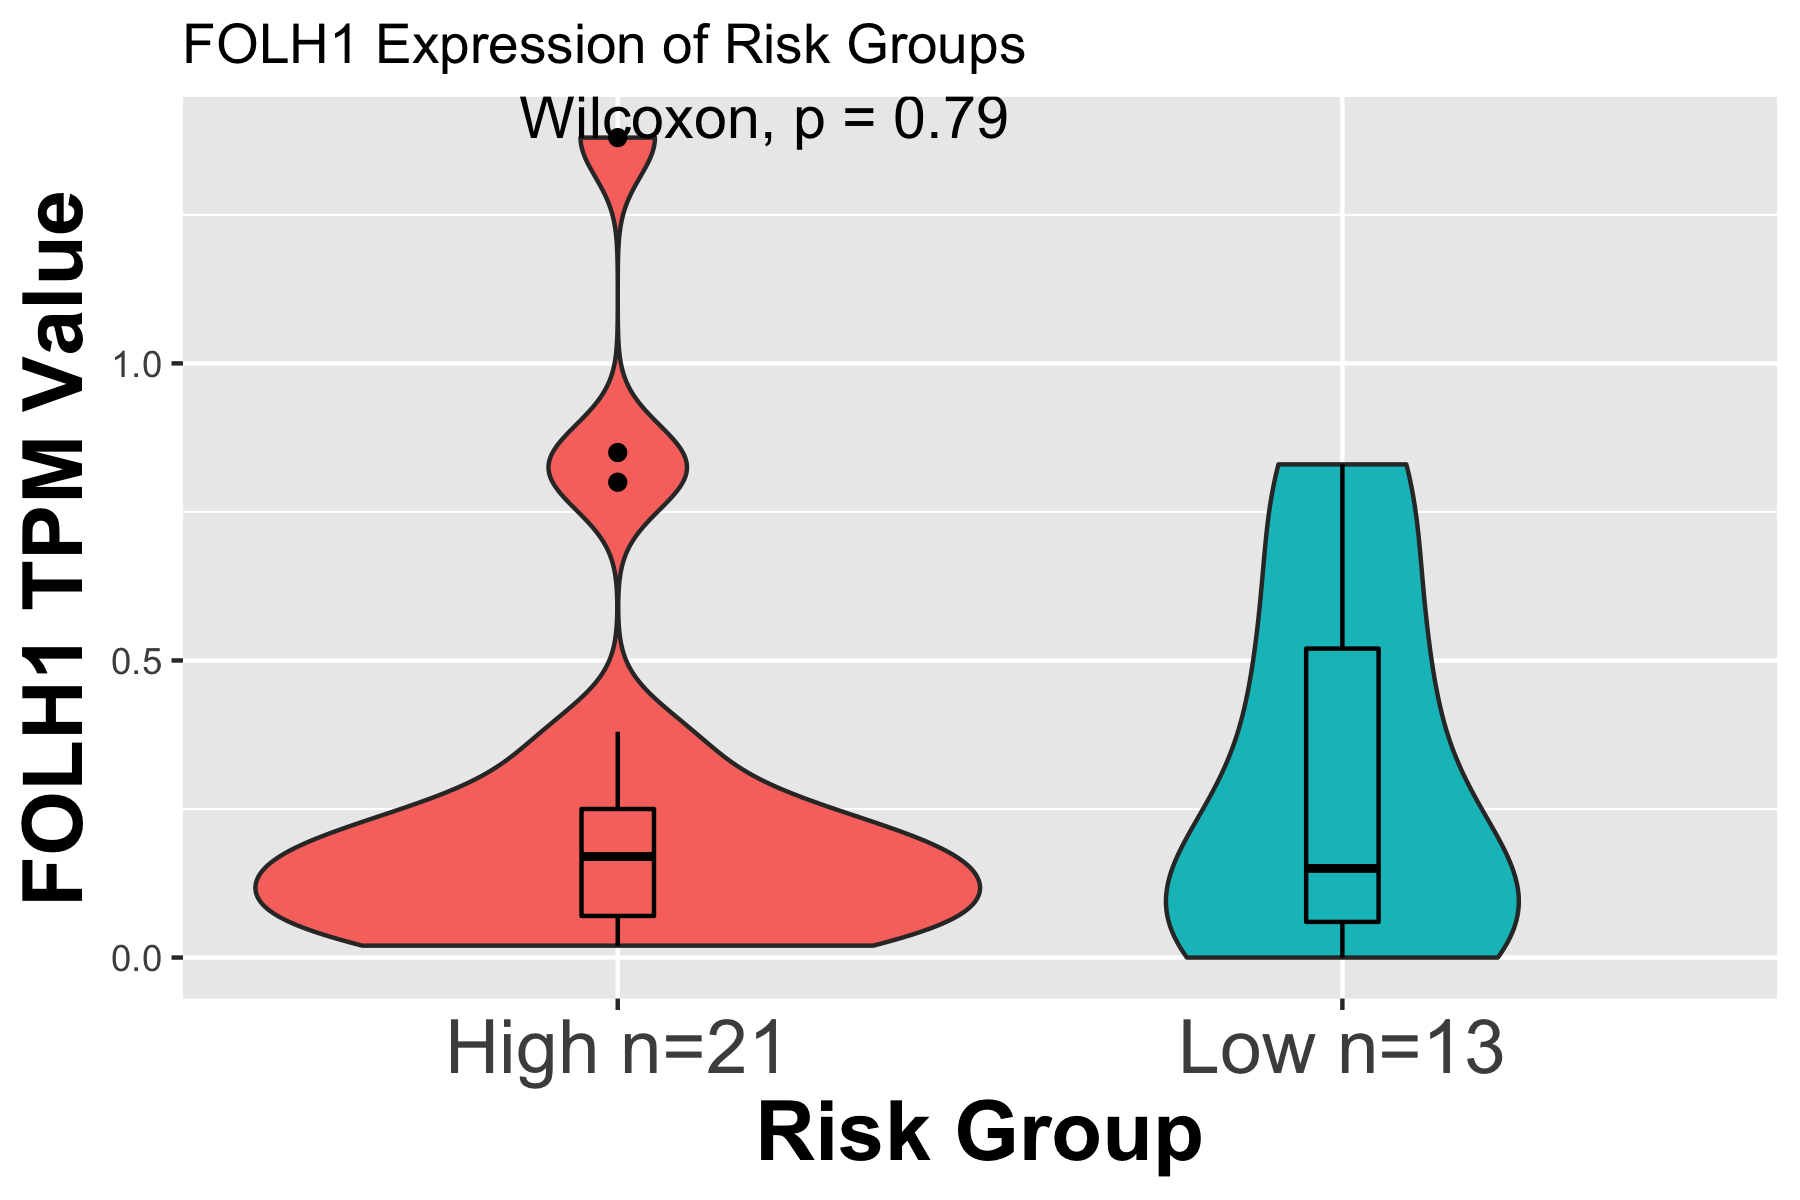 FOLH1 Expression of Risk Groups
Wilcoxon, p = 0.79
FOLH1 TPM Value
1.0
0.5
0.0
High n=21
Low n=13
Risk Group